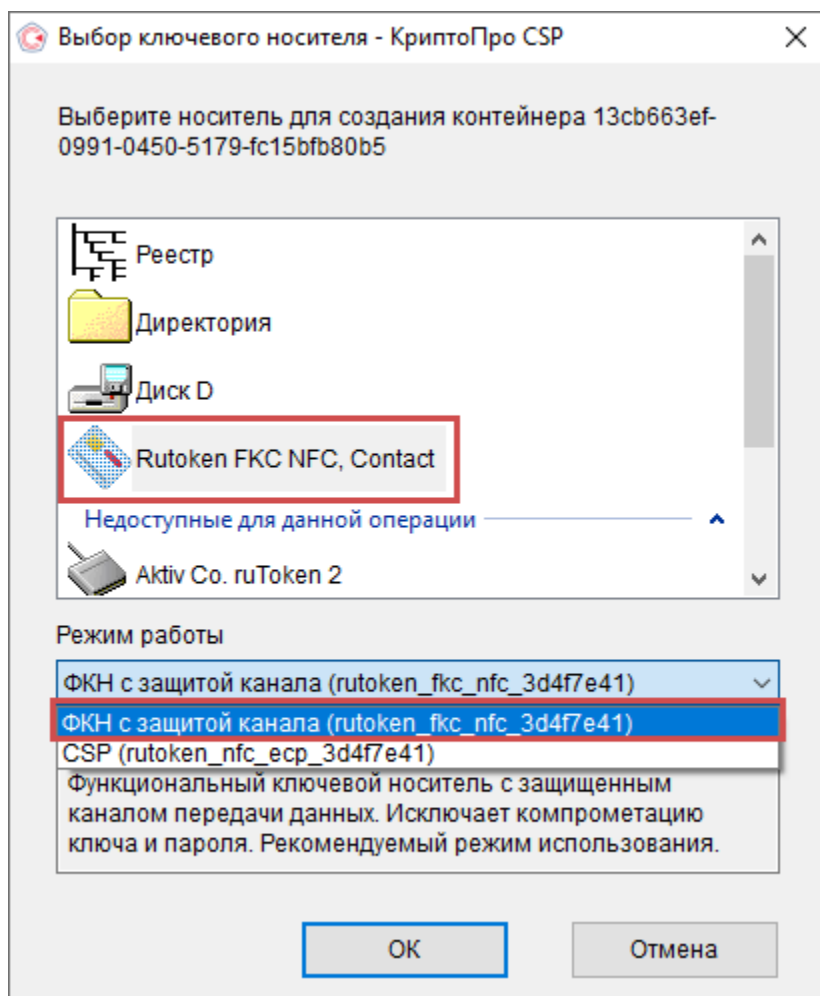 Выбор ключевого носителя - КриптоПро CSP
Выберите носитель для создания контейнера 13cb663ef-
0991-0450-5179-fc15bfb80b5
Реестр
Директория
Диск D
Rutoken FKC NFC, Contact
Недоступные для данной операции
Aktiv Co. ruToken 2
Режим работы
ФКН с защитой канала (rutoken_fkc_nfc_3d4f7e41)
ФКН с защитой канала (rutoken_fkc_nfc_3d4f7e41)
CSP (rutoken_nfc_ecp_3d4f7e41)
Функциональный ключевой носитель с защищенным
каналом передачи данных. Исключает компрометацию
ключа и пароля. Рекомендуемый режим использования.
ОК
Отмена